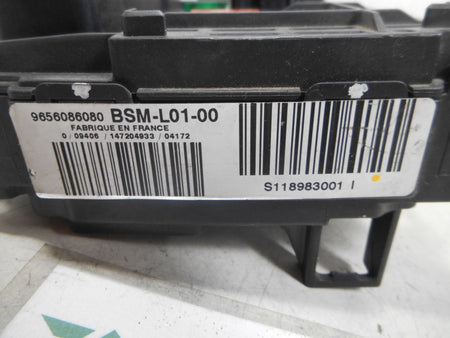 9656086080 BSM-L01-00
FABRIQUE EN FRANCE
0 / 09406 / 147204933 / 04172
S118983001 I